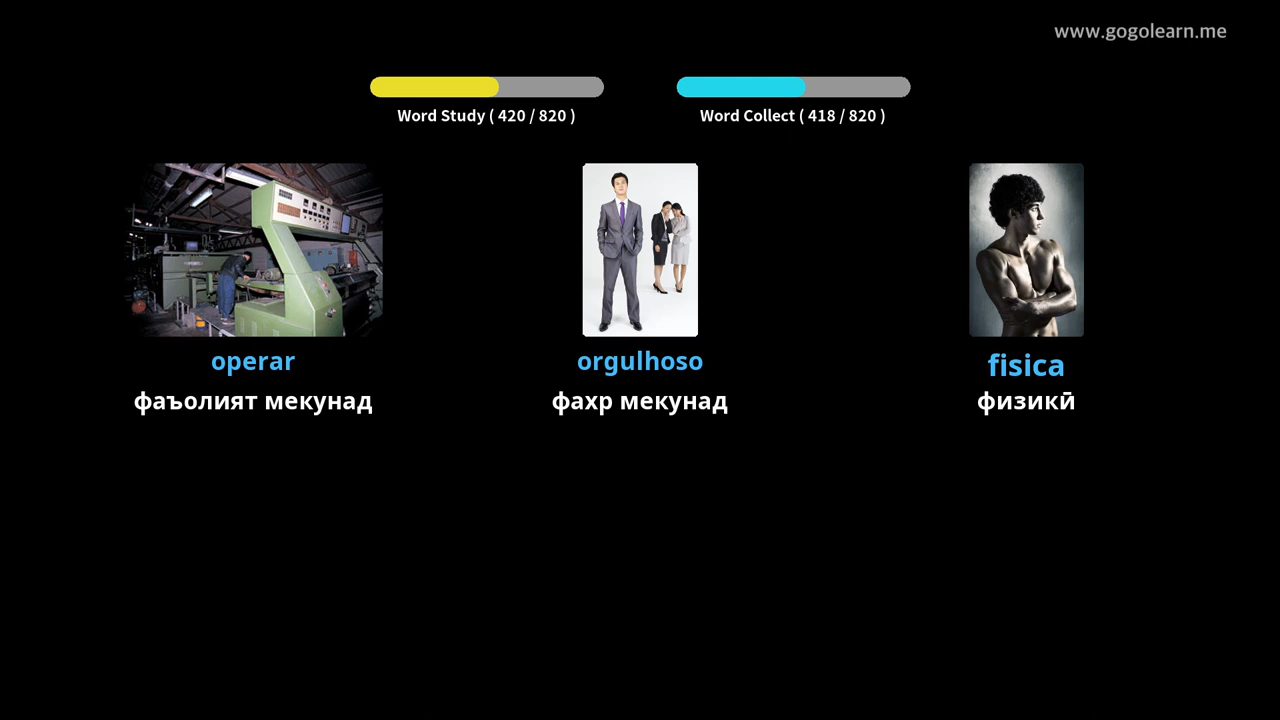 www.gogolearn.me
Word Study ( 420 / 820 )
Word Collect ( 418 / 820 )
operar
orgulhoso
fisica
фаъолият мекунад
фахр мекунад
физикӣ